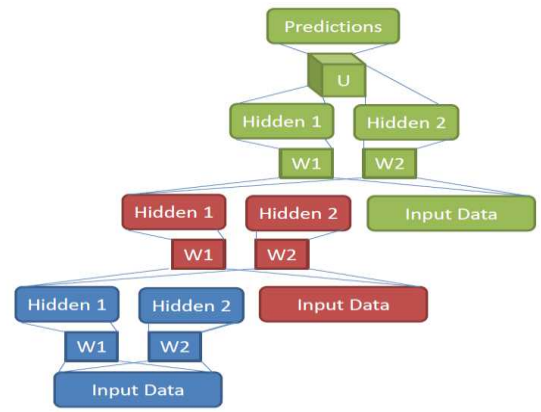 Predictions
U
Hidden 1 Hidden 2
W1 W2
Input Data
Hidden 1 Hidden 2
W1 W2
Input Data
Hidden 1 Hidden 2
W1 W2
Input Data